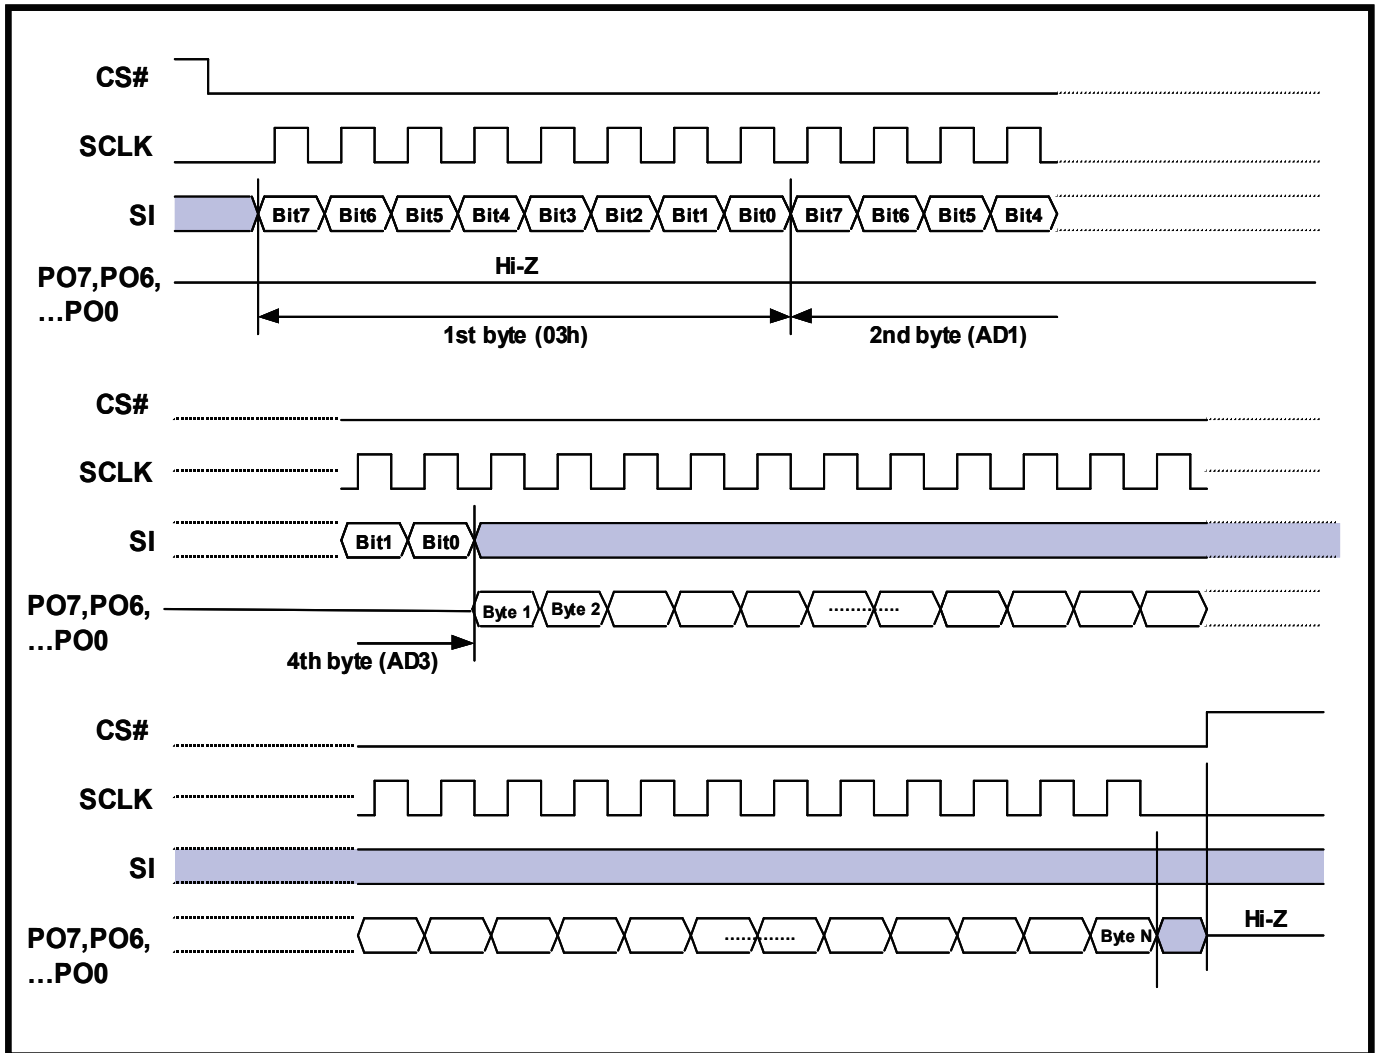 CS#
SCLK
SI
Bit7 Bit6 Bit5 Bit4 Bit3 Bit2 Bit1 Bit0 Bit7 Bit6 Bit5 Bit4
Hi-Z
PO7,PO6,
...PO0
1st byte (03h)
2nd byte (AD1)
CS#
SCLK
SI
Bit1 Bit0
PO7,PO6,
...PO0
Byte 1 Byte 2
4th byte (AD3)
CS#
SCLK
SI
PO7,PO6,
...PO0
Byte N
Hi-Z